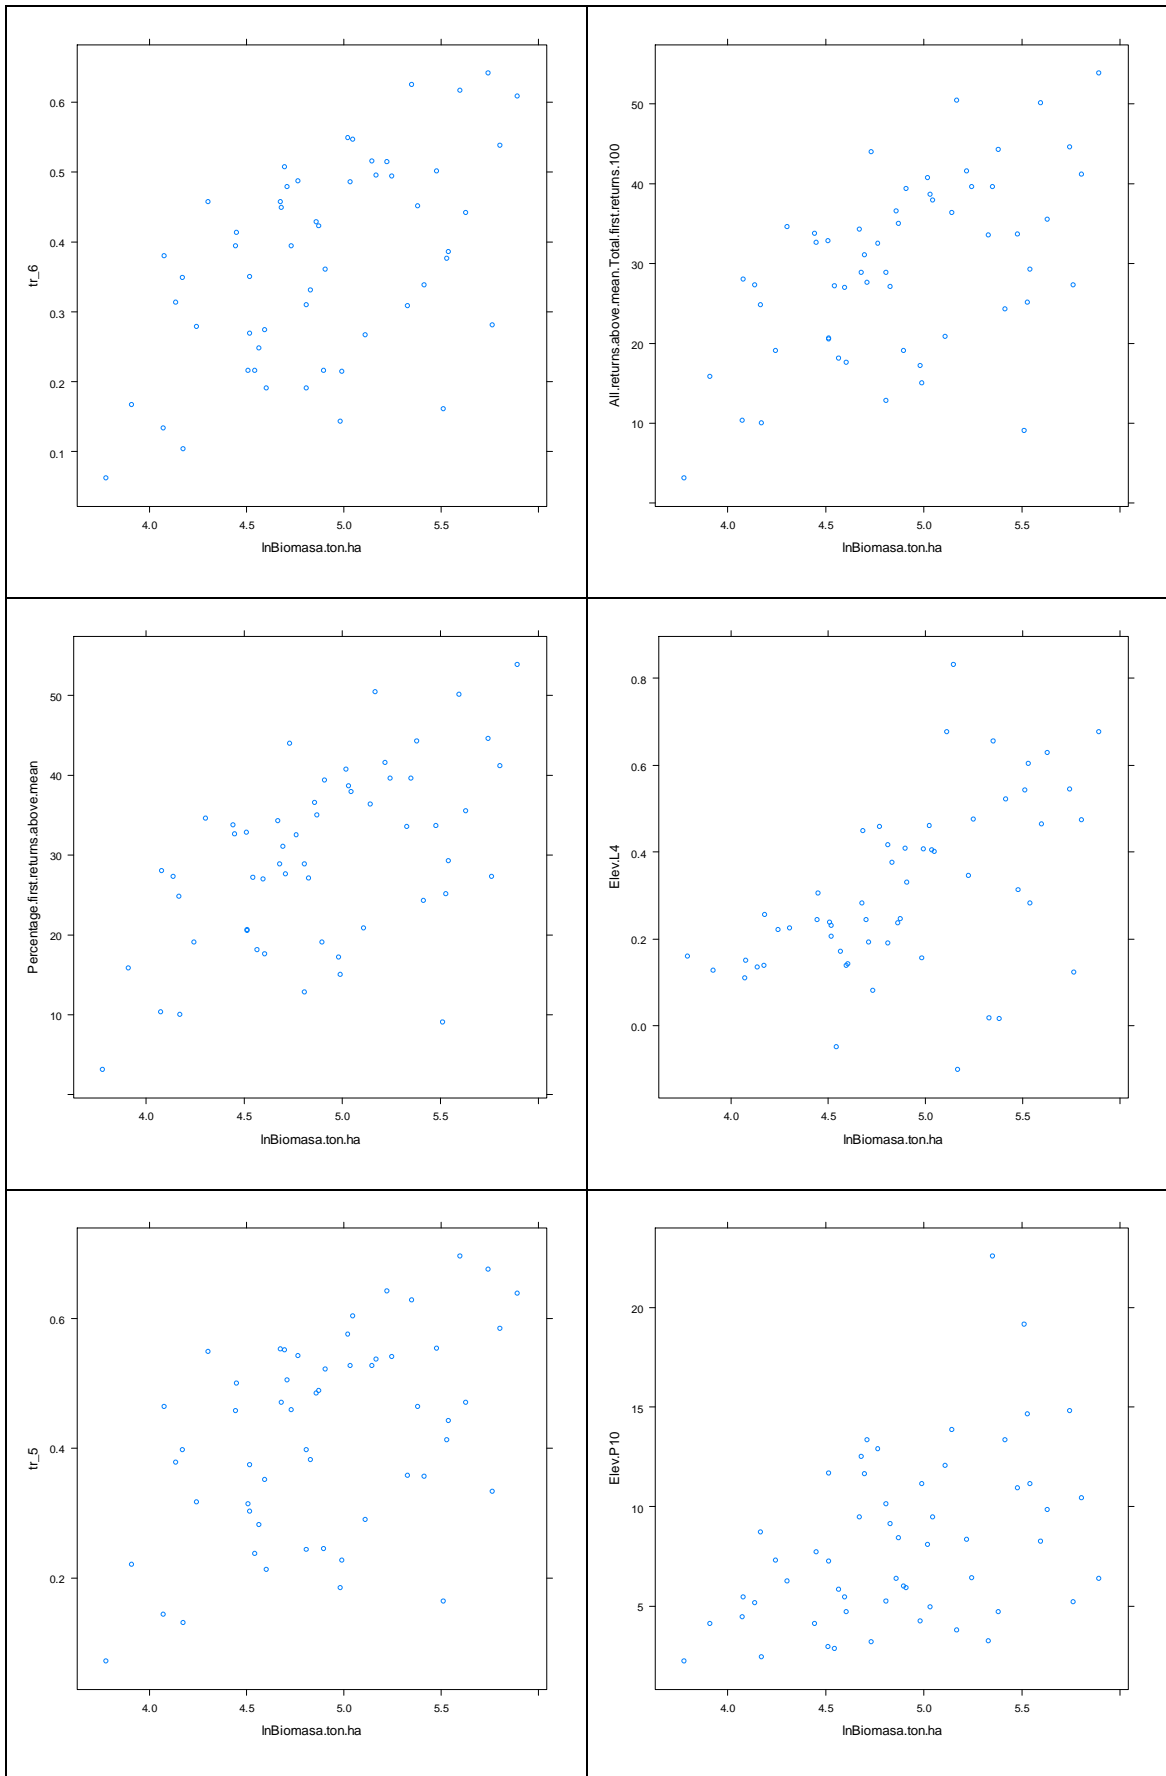 0.6
0.5
0.4
0.3
0.2
0.1
tr_6
4.0 4.5 5.0 5.5
lnBiomasa.ton.ha
50
40
30
20
10
All.returns.above.mean.Total.first.returns.100
4.0 4.5 5.0 5.5
lnBiomasa.ton.ha
50
40
30
20
10
Percentage.first.returns.above.mean
4.0 4.5 5.0 5.5
lnBiomasa.ton.ha
0.8
0.6
0.4
0.2
0.0
Elev.L4
4.0 4.5 5.0 5.5
lnBiomasa.ton.ha
0.6
0.4
0.2
tr_5
4.0 4.5 5.0 5.5
lnBiomasa.ton.ha
20
15
10
5
Elev.P10
4.0 4.5 5.0 5.5
lnBiomasa.ton.ha